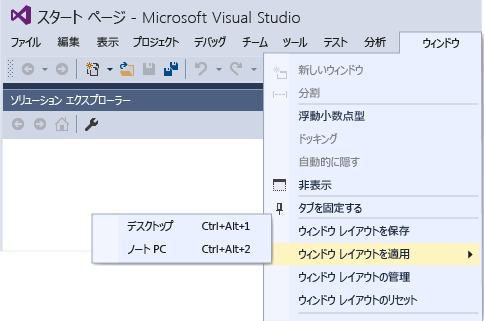 スタート ページ - Microsoft Visual Studio
ファイル 編集 表示 プロジェクト デバッグ チーム ツール テスト 分析 ウィンドウ
新しいウィンドウ
分割
ソリューション エクスプローラー
浮動小数点型
ドッキング
自動的に隠す
非表示
タブを固定する
デスクトップ Ctrl+Alt+1
ウィンドウ レイアウトを保存
ノート PC Ctrl+Alt+2
ウィンドウ レイアウトを適用
ウィンドウ レイアウトの管理
ウィンドウ レイアウトのリセット